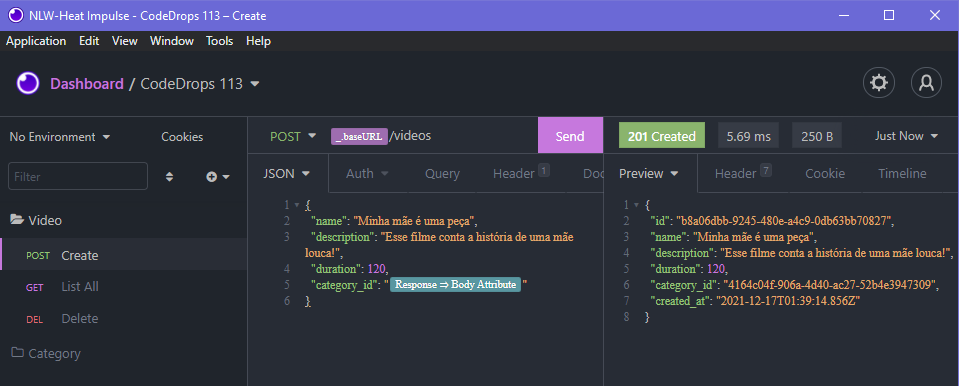 NLW-Heat Impulse - CodeDrops 113 – Create
Application Edit View Window Tools Help
Dashboard / CodeDrops 113
No Environment Cookies
POST _.baseURL /videos Send
201 Created 5.69 ms 250 B Just Now
Filter
JSON Auth Query Header 1 Doc
Preview Header 7 Cookie Timeline
Video
POST Create
GET List All
DEL Delete
Category
1 {
2 "name": "Minha mãe é uma peça",
3 "description": "Esse filme conta a história de uma mãe
louca!",
4 "duration": 120,
5 "category_id": "Response ⇒ Body Attribute"
6 }
1 {
2 "id": "b8a06dbb-9245-480e-a4c9-0db63bb70827",
3 "name": "Minha mãe é uma peça",
4 "description": "Esse filme conta a história de uma mãe louca!",
5 "duration": 120,
6 "category_id": "4164c04f-906a-4d40-ac27-52b4e3947309",
7 "created_at": "2021-12-17T01:39:14.856Z"
8 }